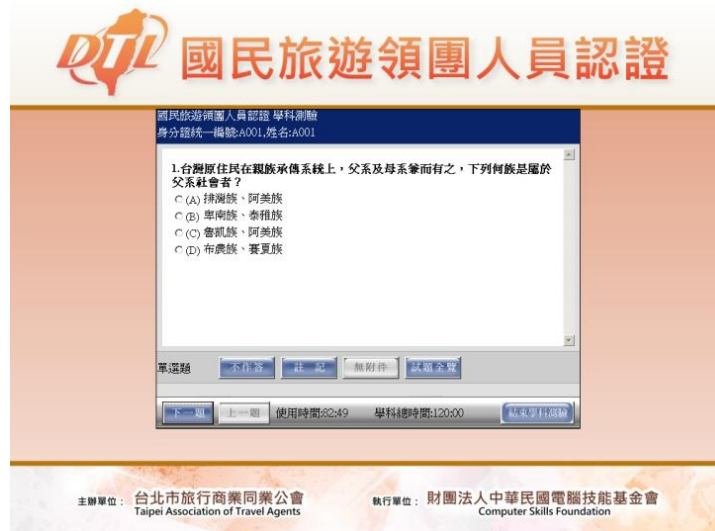 DTL 國民旅遊領團人員認證
國民旅遊領團人員認證 學科測驗
身分證統一編號:A001,姓名:A001
1.台灣原住民在親族承傳系統上，父系及母系兼而有之，下列何族是屬於
父系社會者？
(A) 排灣族、阿美族
(B) 卑南族、泰雅族
(C) 魯凱族、阿美族
(D) 布農族、賽夏族
單選題 不作答 註 記 無附件 試題全覽
下一題 上一題 使用時間:82:49 學科總時間:120:00 結束學科測驗
主辦單位： 台北市旅行商業同業公會 執行單位： 財團法人中華民國電腦技能基金會
Taipei Association of Travel Agents Computer Skills Foundation